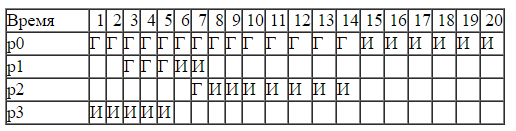 Время 1 2 3 4 5 6 7 8 9 10 11 12 13 14 15 16 17 18 19 20
p0 Г Г Г Г Г Г Г Г Г Г Г Г Г Г И И И И И И
p1 Г Г Г И И
p2 Г И И И И И И И
p3 И И И И И